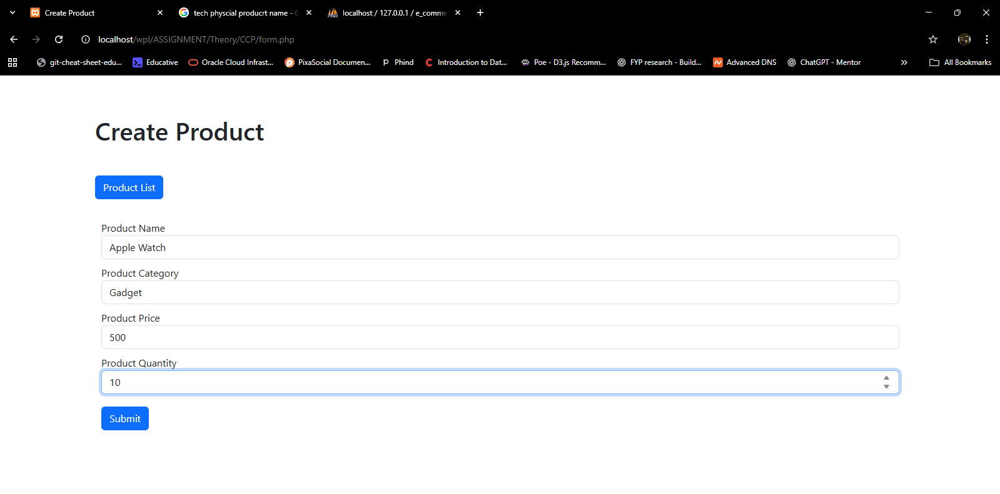 Create Product
tech physcial producrt name -
localhost / 127.0.0.1 / e_comme
localhost/wpl/ASSIGNMENT/Theory/CCP/form.php
git-cheat-sheet-edu...
Educative
Oracle Cloud Infrast...
PixaSocial Documen...
Phind
Introduction to Dat...
Poe - D3.js Recomm...
FYP research - Build...
Advanced DNS
ChatGPT - Mentor
All Bookmarks
Create Product
Product List
Product Name
Apple Watch
Product Category
Gadget
Product Price
500
Product Quantity
10
Submit